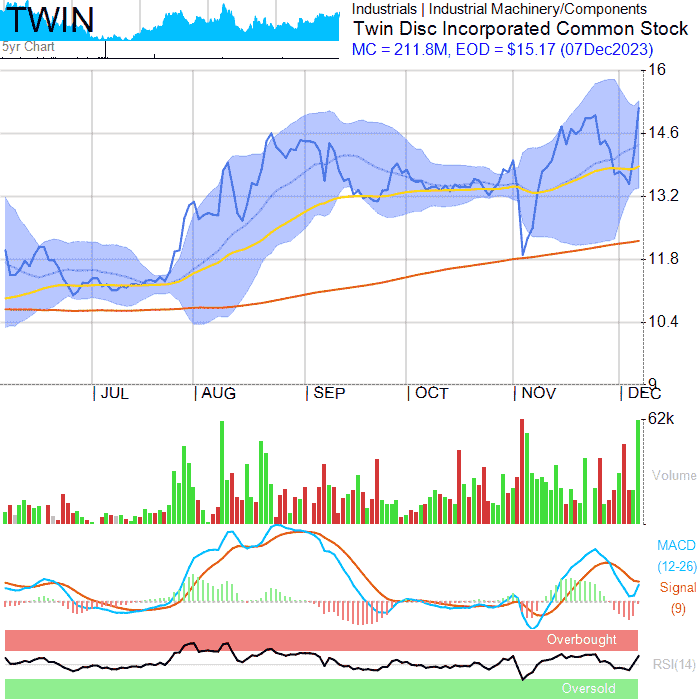 TWIN
5yr Chart
Industrials | Industrial Machinery/Components
Twin Disc Incorporated Common Stock
MC = 211.8M, EOD = $15.17 (07Dec2023)
16
14.6
13.2
11.8
10.4
9
JUL AUG SEP OCT NOV DEC
62k
Volume
MACD
(12-26)
Signal
(9)
Overbought
RSI(14)
Oversold